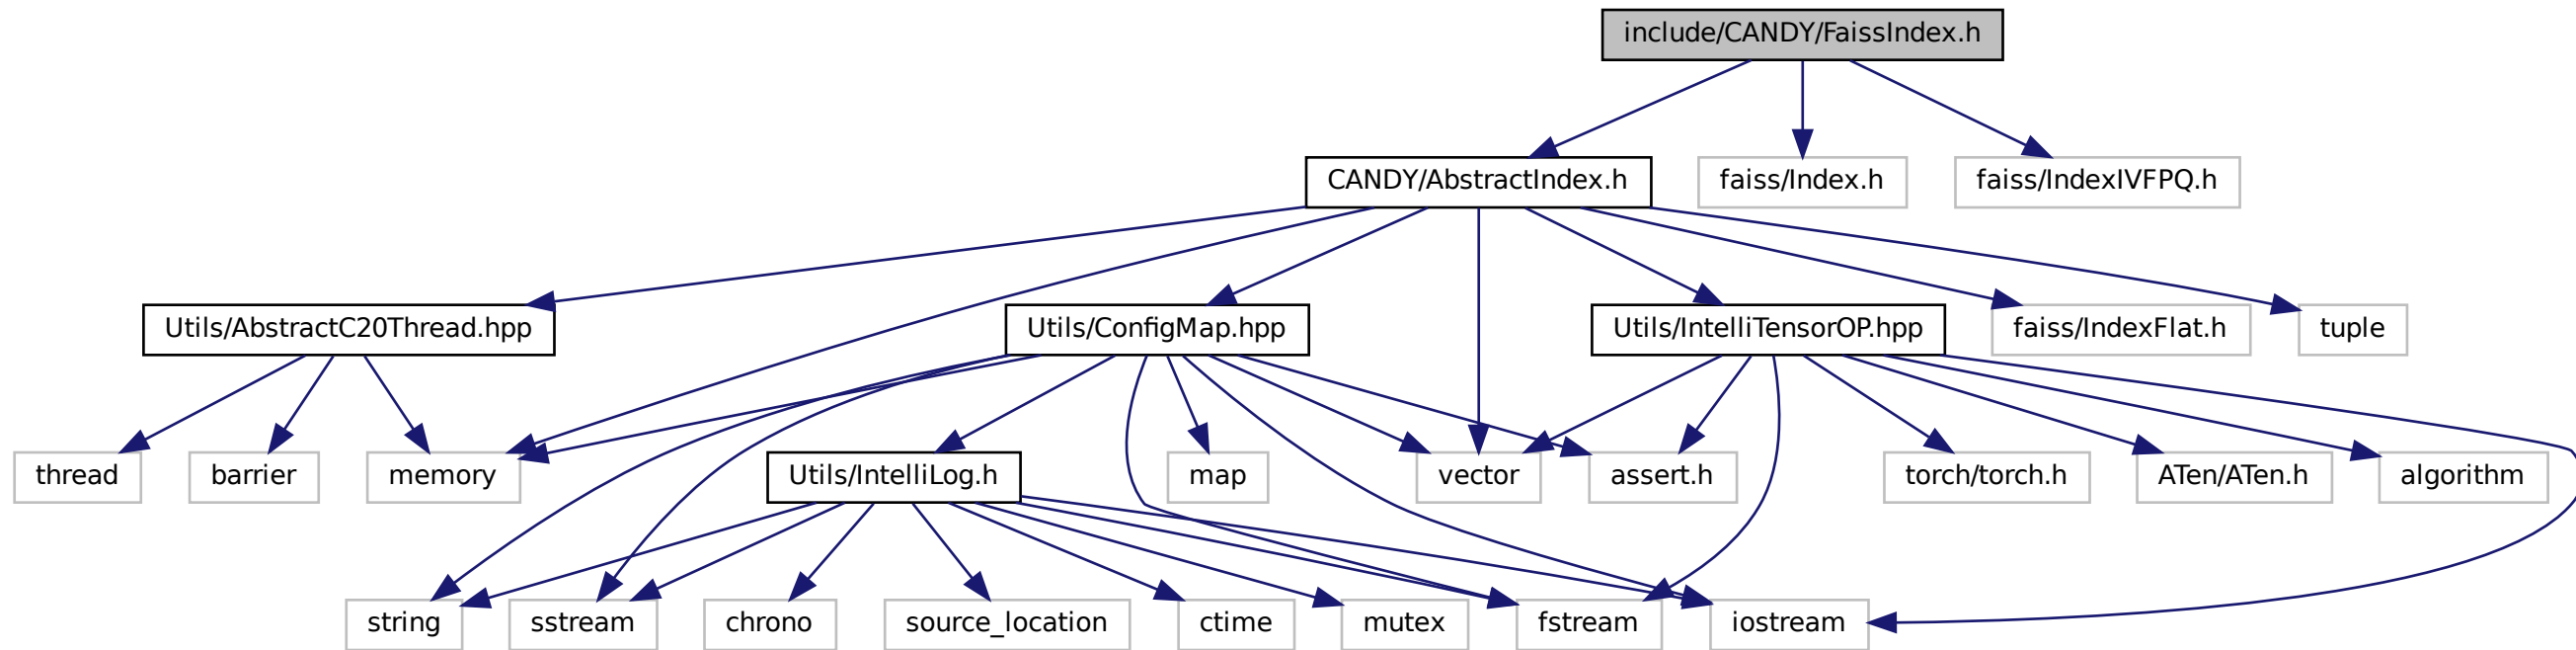 include/CANDY/FaissIndex.h
CANDY/AbstractIndex.h
faiss/Index.h
faiss/IndexIVFPQ.h
Utils/AbstractC20Thread.hpp
Utils/ConfigMap.hpp
Utils/IntelliTensorOP.hpp
faiss/IndexFlat.h
tuple
thread
barrier
memory
Utils/IntelliLog.h
map
vector
assert.h
torch/torch.h
ATen/ATen.h
algorithm
string
sstream
chrono
source_location
ctime
mutex
fstream
iostream